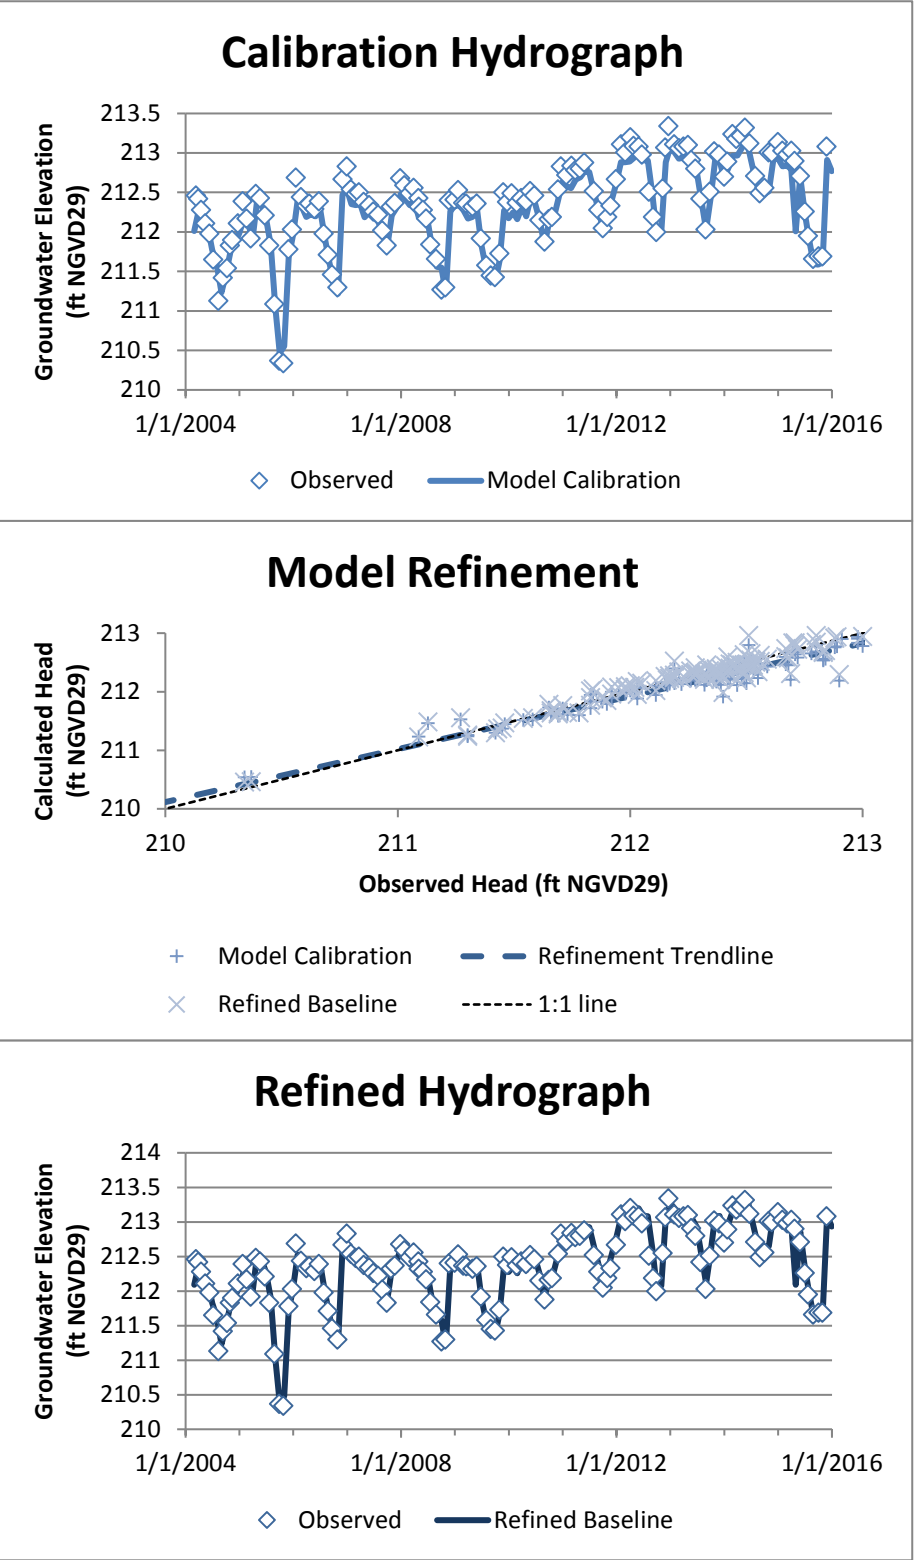 Calibration Hydrograph
Groundwater Elevation
(ft NGVD29)
213.5
213
212.5
212
211.5
211
210.5
210
1/1/2004 1/1/2008 1/1/2012 1/1/2016
Observed Model Calibration
Model Refinement
Calculated Head
(ft NGVD29)
213
212
211
210
210 211 212 213
Observed Head (ft NGVD29)
Model Calibration Refinement Trendline
Refined Baseline 1:1 line
Refined Hydrograph
Groundwater Elevation
(ft NGVD29)
214
213.5
213
212.5
212
211.5
211
210.5
210
1/1/2004 1/1/2008 1/1/2012 1/1/2016
Observed Refined Baseline